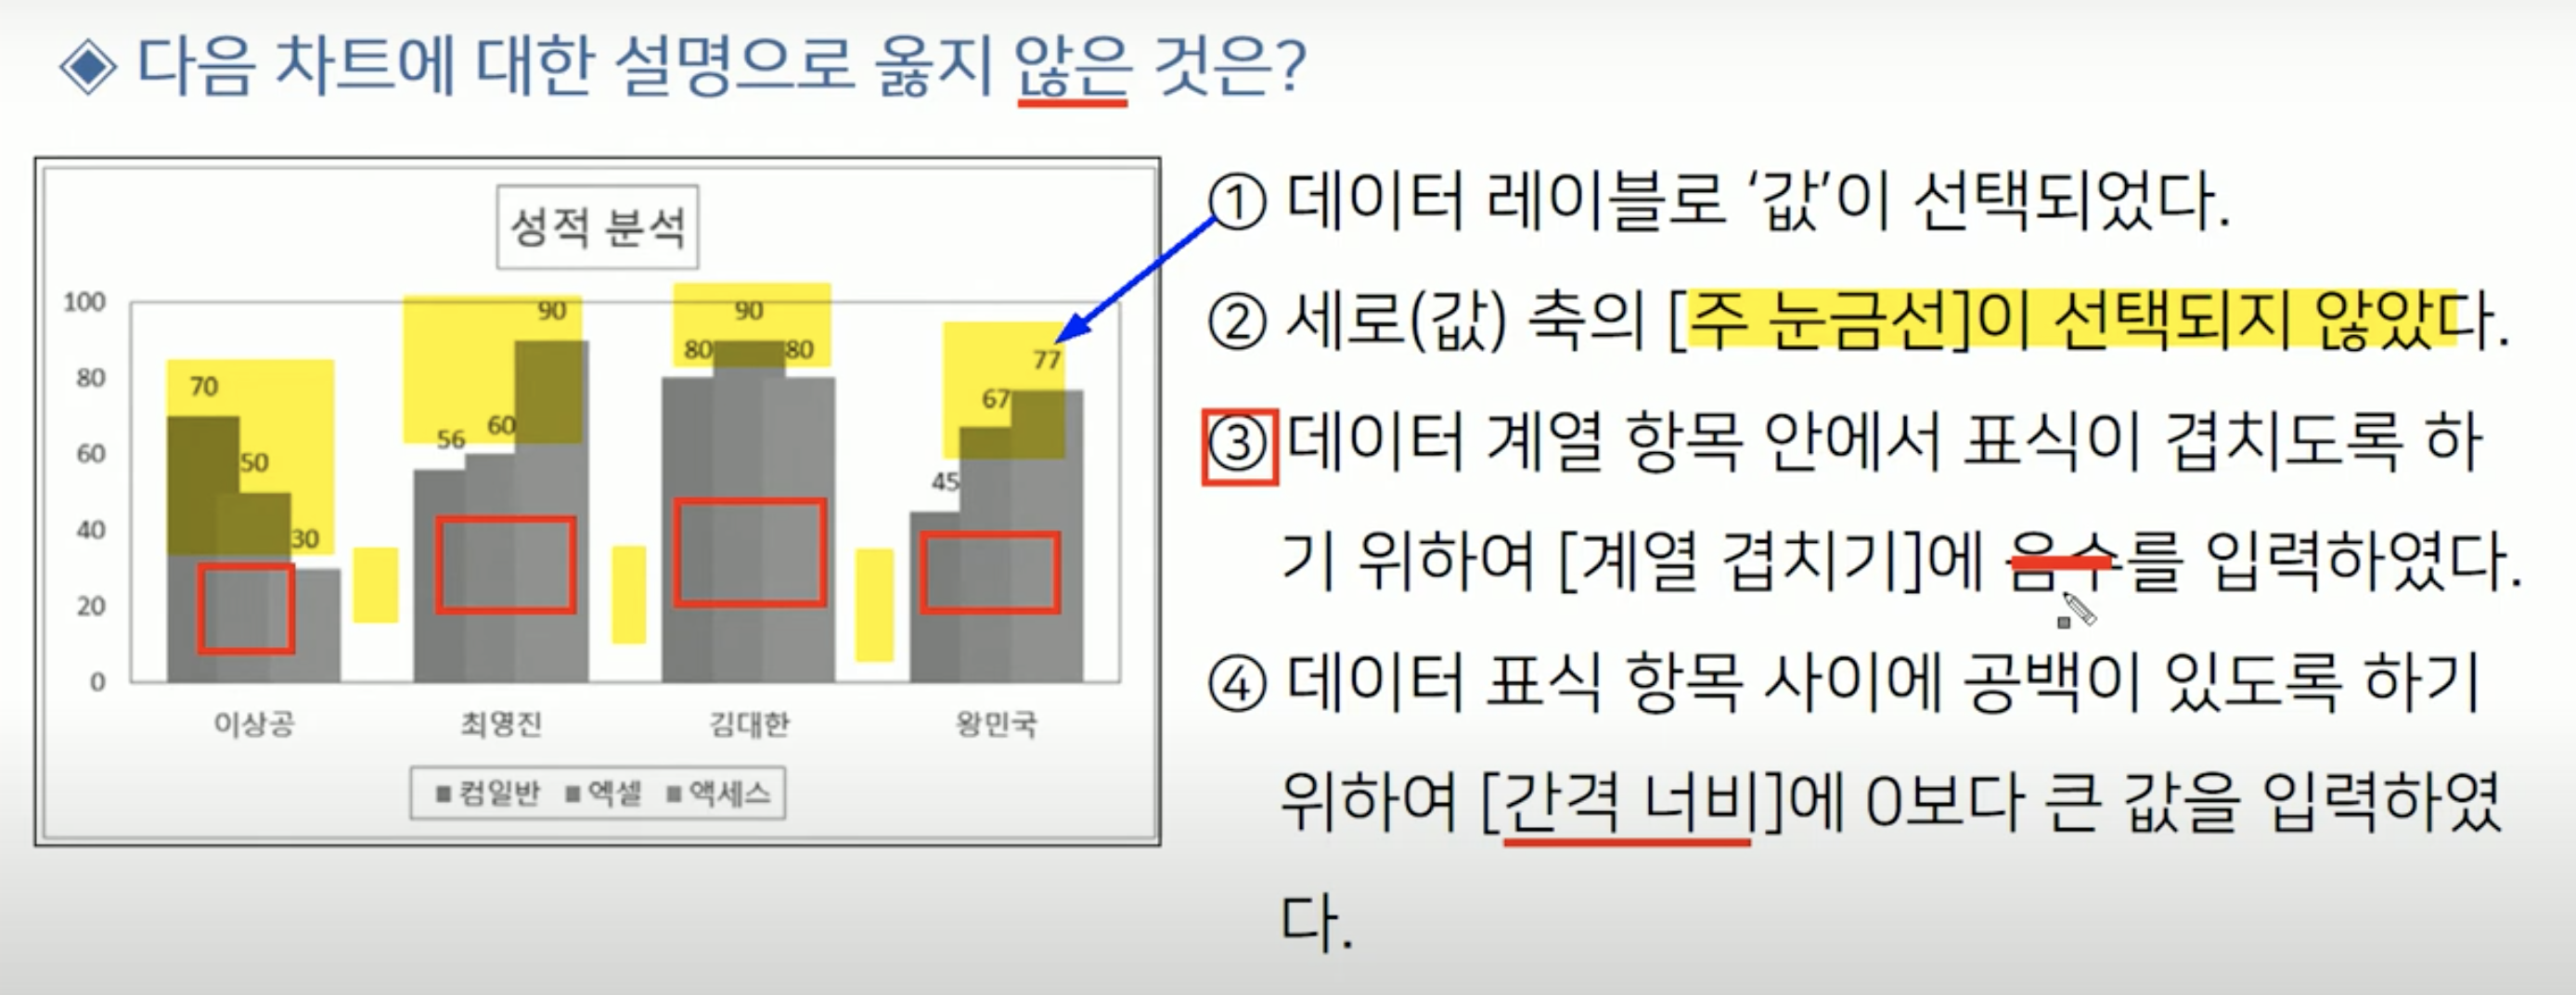 ◈ 다음 차트에 대한 설명으로 옳지 않은 것은?
성적 분석
100
80
60
40
20
0
70
50
30
56
60
90
80
90
80
45
67
77
이상공 최영진 김대한 왕민국
■ 컴일반 ■ 엑셀 ■ 액세스
① 데이터 레이블로 ‘값’이 선택되었다.
② 세로(값) 축의 [주 눈금선]이 선택되지 않았다.
③ 데이터 계열 항목 안에서 표식이 겹치도록 하
기 위하여 [계열 겹치기]에 음수를 입력하였다.
④ 데이터 표식 항목 사이에 공백이 있도록 하기
위하여 [간격 너비]에 0보다 큰 값을 입력하였
다.